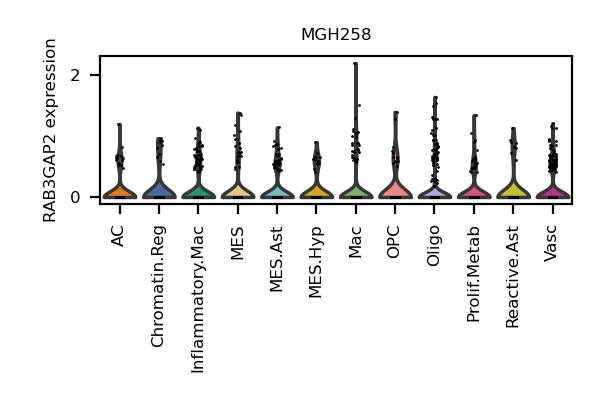 MGH258
RAB3GAP2 expression
2
0
AC
Chromatin.Reg
Inflammatory.Mac
MES
MES.Ast
MES.Hyp
Mac
OPC
Oligo
Prolif.Metab
Reactive.Ast
Vasc